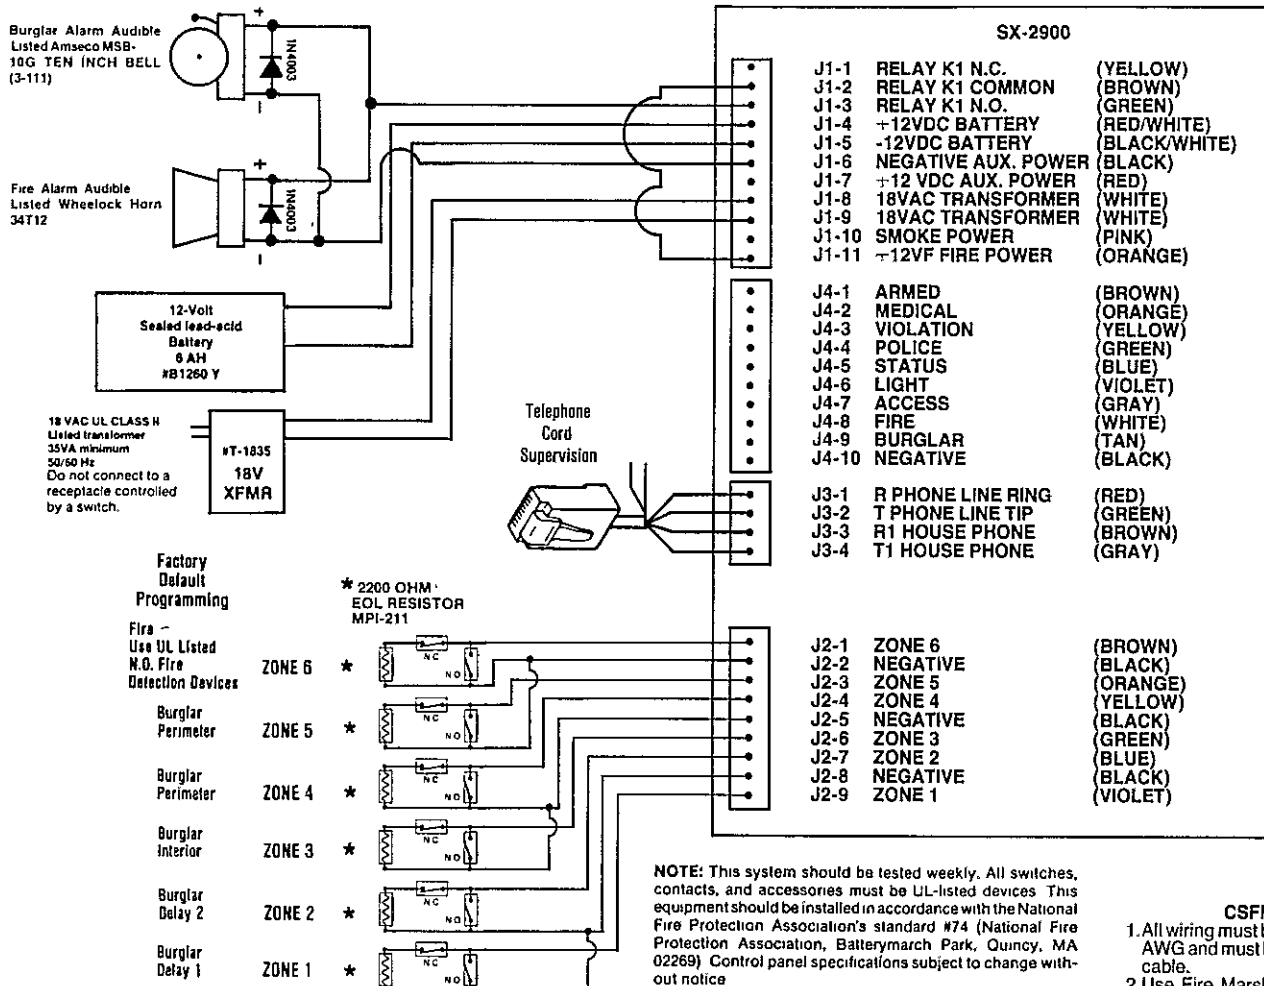 Burglar Alarm Audible
Listed Amseco MSB-
10G TEN INCH BELL
(3-111)
+
1N4003
−
Fire Alarm Audible
Listed Wheelock Horn
34T12
+
1N4003
−
12-Volt
Sealed lead-acid
Battery
6 AH
#B1260 Y
18 VAC UL CLASS II
Listed transformer
35VA minimum
50/60 Hz
Do not connect to a
receptacle controlled
by a switch.
#T-1835
18V
XFMR
Telephone
Cord
Supervision
SX-2900
J1-1 RELAY K1 N.C. (YELLOW)
J1-2 RELAY K1 COMMON (BROWN)
J1-3 RELAY K1 N.O. (GREEN)
J1-4 +12VDC BATTERY (RED/WHITE)
J1-5 -12VDC BATTERY (BLACK/WHITE)
J1-6 NEGATIVE AUX. POWER (BLACK)
J1-7 +12 VDC AUX. POWER (RED)
J1-8 18VAC TRANSFORMER (WHITE)
J1-9 18VAC TRANSFORMER (WHITE)
J1-10 SMOKE POWER (PINK)
J1-11 +12VF FIRE POWER (ORANGE)
J4-1 ARMED (BROWN)
J4-2 MEDICAL (ORANGE)
J4-3 VIOLATION (YELLOW)
J4-4 POLICE (GREEN)
J4-5 STATUS (BLUE)
J4-6 LIGHT (VIOLET)
J4-7 ACCESS (GRAY)
J4-8 FIRE (WHITE)
J4-9 BURGLAR (TAN)
J4-10 NEGATIVE (BLACK)
J3-1 R PHONE LINE RING (RED)
J3-2 T PHONE LINE TIP (GREEN)
J3-3 R1 HOUSE PHONE (BROWN)
J3-4 T1 HOUSE PHONE (GRAY)
J2-1 ZONE 6 (BROWN)
J2-2 NEGATIVE (BLACK)
J2-3 ZONE 5 (ORANGE)
J2-4 ZONE 4 (YELLOW)
J2-5 NEGATIVE (BLACK)
J2-6 ZONE 3 (GREEN)
J2-7 ZONE 2 (BLUE)
J2-8 NEGATIVE (BLACK)
J2-9 ZONE 1 (VIOLET)
Factory
Default
Programming
* 2200 OHM
EOL RESISTOR
MPI-211
Fire –
Use UL Listed
N.O. Fire
Detection Devices
ZONE 6 *
NC
NO
Burglar
Perimeter
ZONE 5 *
NC
NO
Burglar
Perimeter
ZONE 4 *
NC
NO
Burglar
Interior
ZONE 3 *
NC
NO
Burglar
Delay 2
ZONE 2 *
NC
NO
Burglar
Delay 1
ZONE 1 *
NC
NO
NOTE: This system should be tested weekly. All switches,
contacts, and accessories must be UL-listed devices This
equipment should be installed in accordance with the National
Fire Protection Association's standard #74 (National Fire
Protection Association, Batterymarch Park, Quincy, MA
02269) Control panel specifications subject to change with-
out notice
1. All wiring must
AWG and must
cable.
2. Use Fire